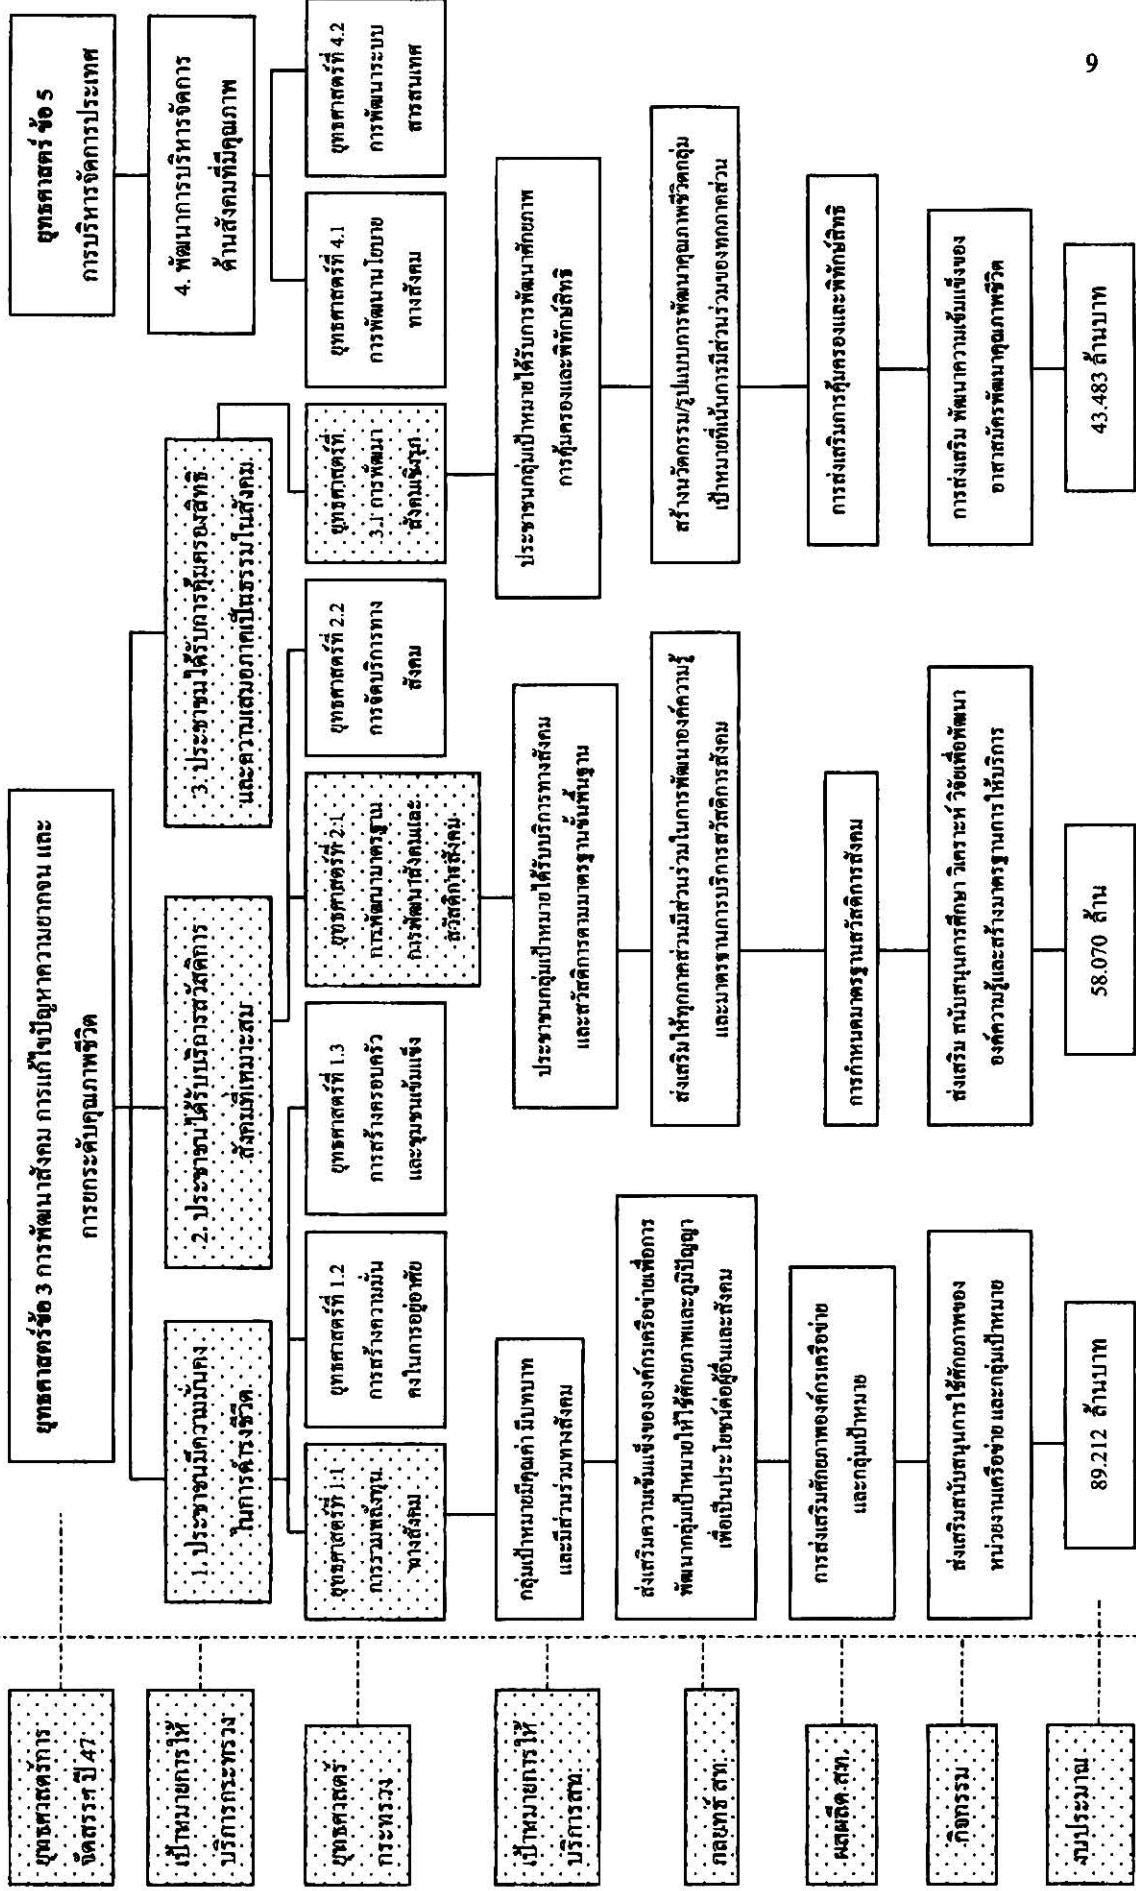 ยุทธศาสตร์การ
จัดสรรฯ ปี 47
ยุทธศาสตร์ข้อ 3 การพัฒนาสังคม การแก้ไขปัญหาความยากจน และ
การยกระดับคุณภาพชีวิต
ยุทธศาสตร์ ข้อ 5
การบริหารจัดการประเทศ
เป้าหมายการให้
บริการกระทรวง
1. ประชาชนมีความมั่นคง
ในการดำรงชีวิต
2. ประชาชนได้รับบริการสวัสดิการ
สังคมที่เหมาะสม
3. ประชาชนได้รับการคุ้มครองสิทธิ
และความเสมอภาคเป็นธรรมในสังคม
4. พัฒนาการบริหารจัดการ
ด้านสังคมที่มีคุณภาพ
ยุทธศาสตร์
กระทรวง
ยุทธศาสตร์ที่ 1.1
การรวมพลังทุน
ทางสังคม
ยุทธศาสตร์ที่ 1.2
การสร้างความมั่น
คงในการอยู่อาศัย
ยุทธศาสตร์ที่ 1.3
การสร้างครอบครัว
และชุมชนเข้มแข็ง
ยุทธศาสตร์ที่ 2.1
การพัฒนามาตรฐาน
การพัฒนาสังคมและ
สวัสดิการสังคม
ยุทธศาสตร์ที่ 2.2
การจัดบริการทาง
สังคม
ยุทธศาสตร์ที่
3.1 การพัฒนา
สังคมเชิงรุก
ยุทธศาสตร์ที่ 4.1
การพัฒนานโยบาย
ทางสังคม
ยุทธศาสตร์ที่ 4.2
การพัฒนาระบบ
สารสนเทศ
เป้าหมายการให้
บริการสท.
กลุ่มเป้าหมายมีคุณค่า มีบทบาท
และมีส่วนร่วมทางสังคม
ประชาชนกลุ่มเป้าหมายได้รับบริการทางสังคม
และสวัสดิการตามมาตรฐานขั้นพื้นฐาน
ประชาชนกลุ่มเป้าหมายได้รับการพัฒนาศักยภาพ
การคุ้มครองและพิทักษ์สิทธิ
กลยุทธ์ สท.
ส่งเสริมความเข้มแข็งขององค์กรเครือข่ายเพื่อการ
พัฒนากลุ่มเป้าหมายให้ใช้ศักยภาพและภูมิปัญญา
เพื่อเป็นประโยชน์ต่อผู้อื่นและสังคม
ส่งเสริมให้ทุกภาคส่วนมีส่วนร่วมในการพัฒนาองค์ความรู้
และมาตรฐานการบริการสวัสดิการสังคม
สร้างนวัตกรรม/รูปแบบการพัฒนาคุณภาพชีวิตกลุ่ม
เป้าหมายที่เน้นการมีส่วนร่วมของทุกภาคส่วน
ผลผลิต สท.
การส่งเสริมศักยภาพองค์กรเครือข่าย
และกลุ่มเป้าหมาย
การกำหนดมาตรฐานสวัสดิการสังคม
การส่งเสริมการคุ้มครองและพิทักษ์สิทธิ
กิจกรรม
ส่งเสริมสนับสนุนการใช้ศักยภาพของ
หน่วยงานเครือข่าย และกลุ่มเป้าหมาย
ส่งเสริม สนับสนุนการศึกษา วิเคราะห์ วิจัยเพื่อพัฒนา
องค์ความรู้และสร้างมาตรฐานการให้บริการ
การส่งเสริม พัฒนาความเข้มแข็งของ
อาสาสมัครพัฒนาคุณภาพชีวิต
งบประมาณ
89.212 ล้านบาท
58.070 ล้าน
43.483 ล้านบาท
9